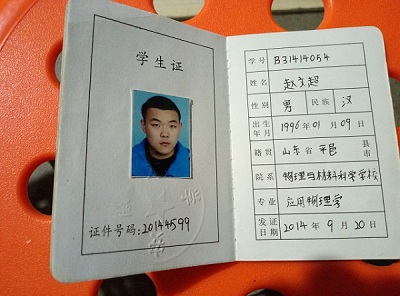 学生证
证件号码:20144599
学号 B31414054
姓名 赵文超
性别 男 民族 汉
出生年月 1996年01月09日
籍贯 山东省平邑县市
院系 物理与材料科学学校
专业 应用物理学
发证日期 2014年9月20日